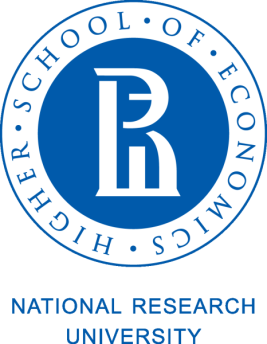 HIGHER · SCHOOL · OF · ECONOMICS ·
NATIONAL RESEARCH
UNIVERSITY